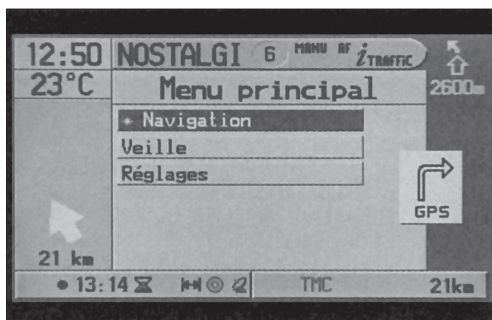 12:50 NOSTALGI 6 MANU AF i TRAFFIC
23°C Menu principal 2600m
+ Navigation
Veille
Réglages
GPS
21 km
13:14 TMC 21km